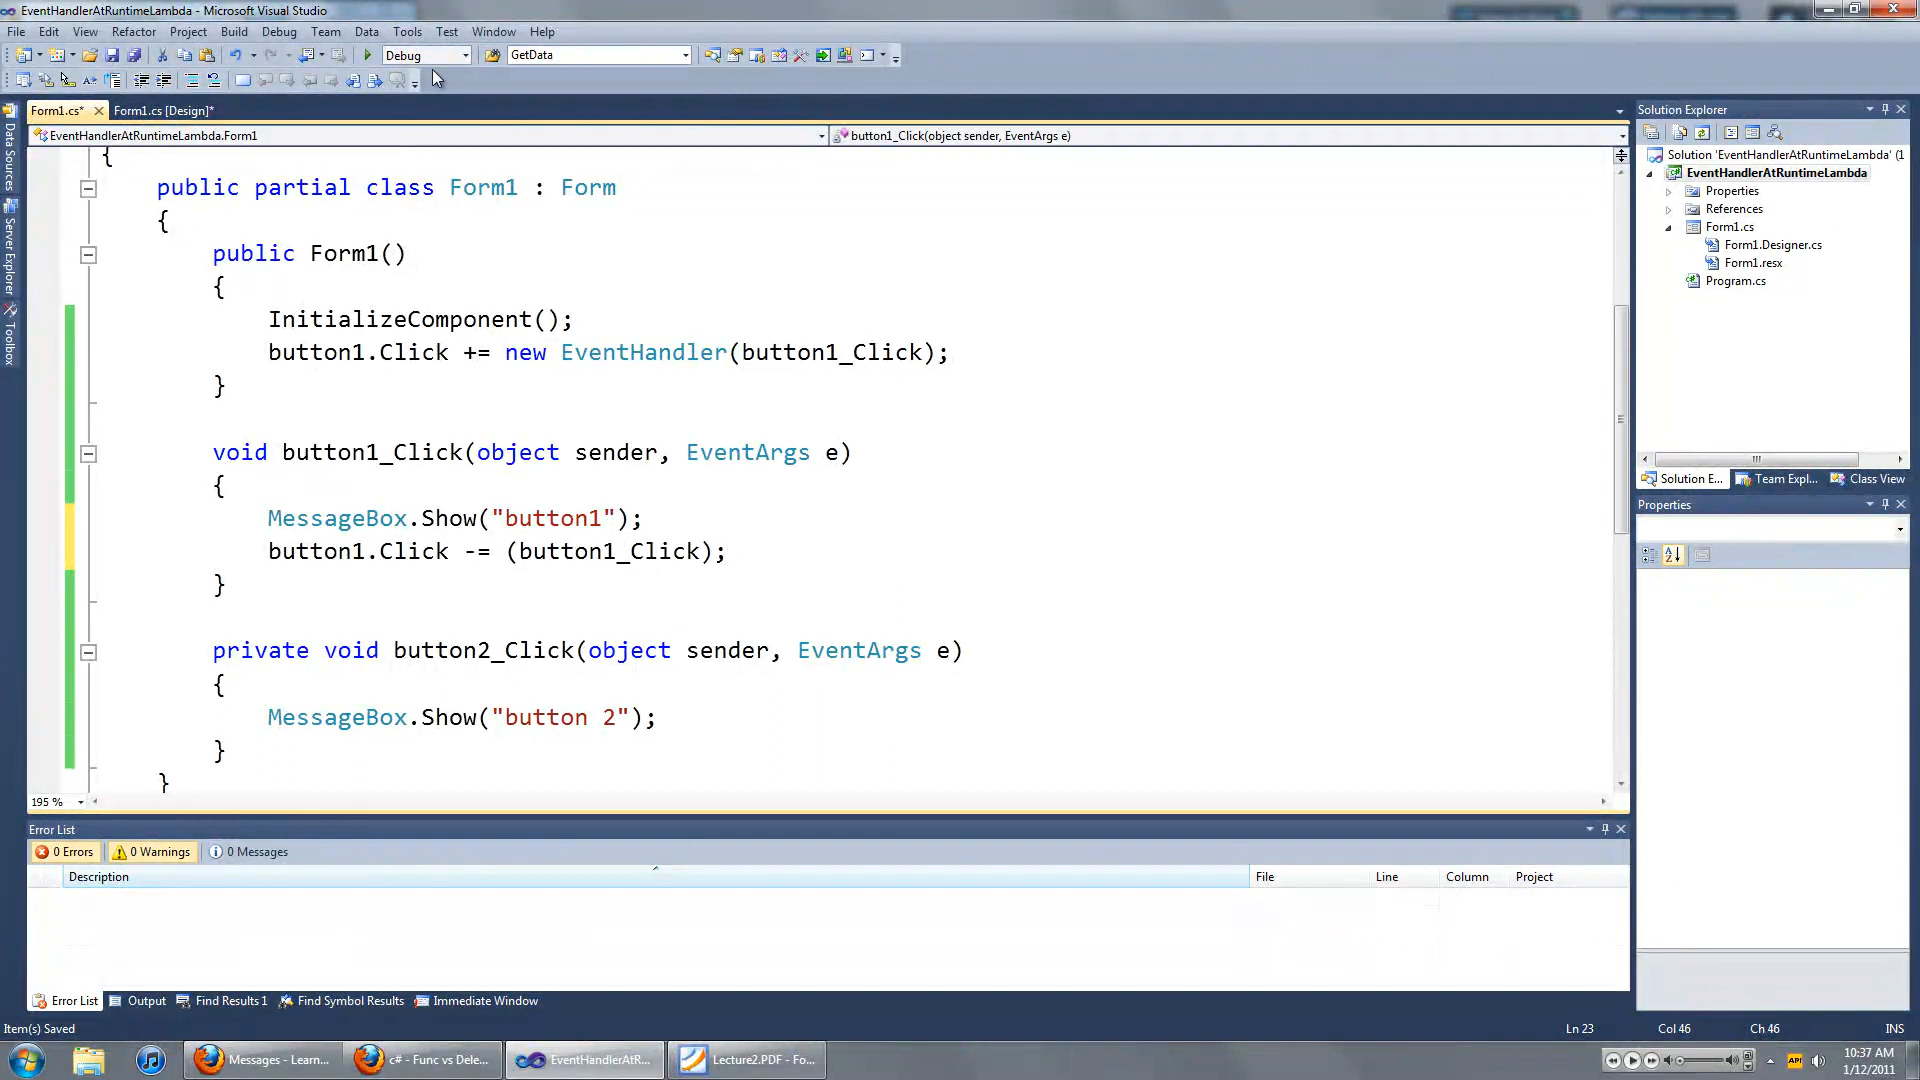 EventHandlerAtRuntimeLambda - Microsoft Visual Studio
File Edit View Refactor Project Build Debug Team Data Tools Test Window Help
Debug GetData
Form1.cs* Form1.cs [Design]*
EventHandlerAtRuntimeLambda.Form1 button1_Click(object sender, EventArgs e)
{
public partial class Form1 : Form
{
public Form1()
{
InitializeComponent();
button1.Click += new EventHandler(button1_Click);
}
void button1_Click(object sender, EventArgs e)
{
MessageBox.Show("button1");
button1.Click -= (button1_Click);
}
private void button2_Click(object sender, EventArgs e)
{
MessageBox.Show("button 2");
}
}
195 %
Data Sources
Server Explorer
Toolbox
Solution Explorer
Solution 'EventHandlerAtRuntimeLambda' (1
EventHandlerAtRuntimeLambda
Properties
References
Form1.cs
Form1.Designer.cs
Form1.resx
Program.cs
Solution E... Team Expl... Class View
Properties
Error List
0 Errors 0 Warnings 0 Messages
Description File Line Column Project
Error List Output Find Results 1 Find Symbol Results Immediate Window
Item(s) Saved Ln 23 Col 46 Ch 46 INS
Messages - Learn... c# - Func vs Dele... EventHandlerAtR... Lecture2.PDF - Fo...
API
10:37 AM
1/12/2011